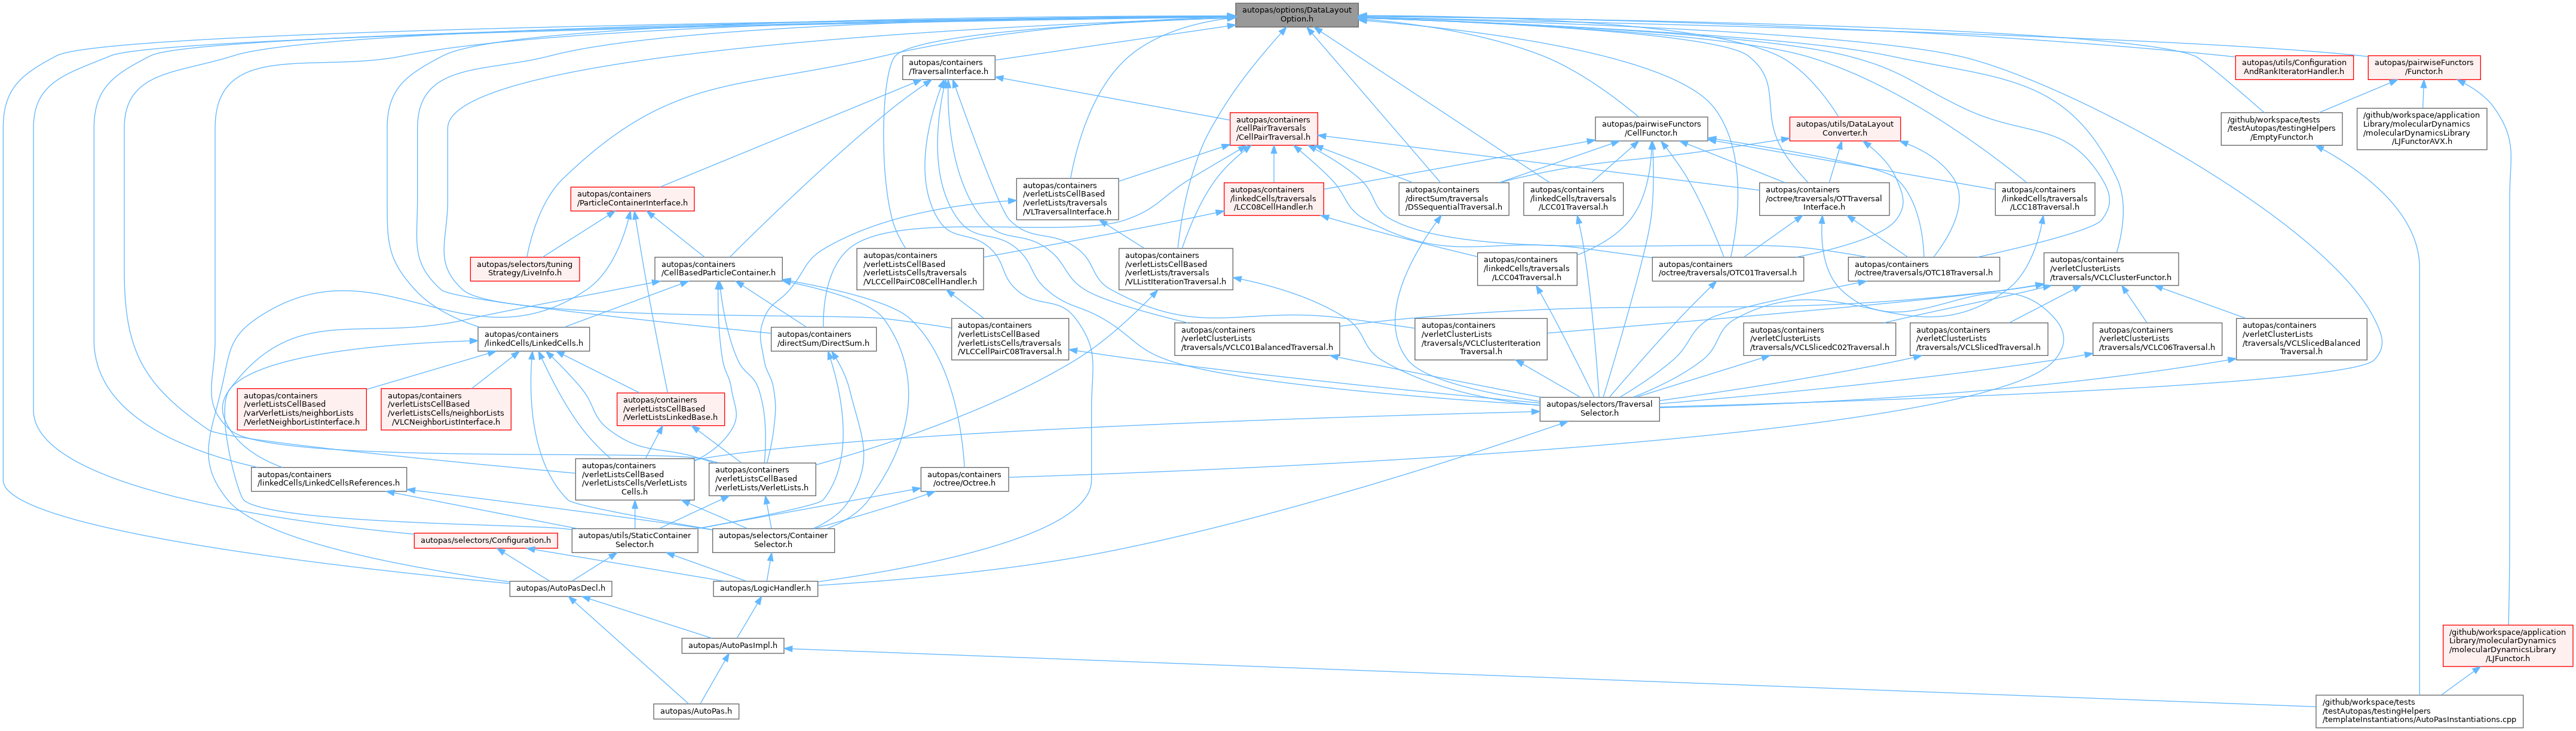 autopas/options/DataLayout
Option.h
autopas/containers
/TraversalInterface.h
autopas/utils/Configuration
AndRankIteratorHandler.h
autopas/pairwiseFunctors
/Functor.h
autopas/containers
/cellPairTraversals
/CellPairTraversal.h
autopas/pairwiseFunctors
/CellFunctor.h
autopas/utils/DataLayout
Converter.h
/github/workspace/tests
/testAutopas/testingHelpers
/EmptyFunctor.h
/github/workspace/application
Library/molecularDynamics
/molecularDynamicsLibrary
/LJFunctorAVX.h
autopas/containers
/ParticleContainerInterface.h
autopas/containers
/verletListsCellBased
/verletLists/traversals
/VLTraversalInterface.h
autopas/containers
/linkedCells/traversals
/LCC08CellHandler.h
autopas/containers
/directSum/traversals
/DSSequentialTraversal.h
autopas/containers
/linkedCells/traversals
/LCC01Traversal.h
autopas/containers
/octree/traversals/OTTraversal
Interface.h
autopas/containers
/linkedCells/traversals
/LCC18Traversal.h
autopas/selectors/tuning
Strategy/LiveInfo.h
autopas/containers
/CellBasedParticleContainer.h
autopas/containers
/verletListsCellBased
/verletListsCells/traversals
/VLCCellPairC08CellHandler.h
autopas/containers
/verletListsCellBased
/verletLists/traversals
/VLListIterationTraversal.h
autopas/containers
/linkedCells/traversals
/LCC04Traversal.h
autopas/containers
/octree/traversals/OTC01Traversal.h
autopas/containers
/octree/traversals/OTC18Traversal.h
autopas/containers
/verletClusterLists
/traversals/VCLClusterFunctor.h
autopas/containers
/linkedCells/LinkedCells.h
autopas/containers
/directSum/DirectSum.h
autopas/containers
/verletListsCellBased
/verletListsCells/traversals
/VLCCellPairC08Traversal.h
autopas/containers
/verletClusterLists
/traversals/VCLC01BalancedTraversal.h
autopas/containers
/verletClusterLists
/traversals/VCLClusterIteration
Traversal.h
autopas/containers
/verletClusterLists
/traversals/VCLSlicedC02Traversal.h
autopas/containers
/verletClusterLists
/traversals/VCLSlicedTraversal.h
autopas/containers
/verletClusterLists
/traversals/VCLC06Traversal.h
autopas/containers
/verletClusterLists
/traversals/VCLSlicedBalanced
Traversal.h
autopas/containers
/verletListsCellBased
/varVerletLists/neighborLists
/VerletNeighborListInterface.h
autopas/containers
/verletListsCellBased
/verletListsCells/neighborLists
/VLCNeighborListInterface.h
autopas/containers
/verletListsCellBased
/VerletListsLinkedBase.h
autopas/selectors/Traversal
Selector.h
autopas/containers
/linkedCells/LinkedCellsReferences.h
autopas/containers
/verletListsCellBased
/verletListsCells/VerletLists
Cells.h
autopas/containers
/verletListsCellBased
/verletLists/VerletLists.h
autopas/containers
/octree/Octree.h
autopas/selectors/Configuration.h
autopas/utils/StaticContainer
Selector.h
autopas/selectors/Container
Selector.h
autopas/AutoPasDecl.h
autopas/LogicHandler.h
autopas/AutoPasImpl.h
/github/workspace/application
Library/molecularDynamics
/molecularDynamicsLibrary
/LJFunctor.h
autopas/AutoPas.h
/github/workspace/tests
/testAutopas/testingHelpers
/templateInstantiations/AutoPasInstantiations.cpp